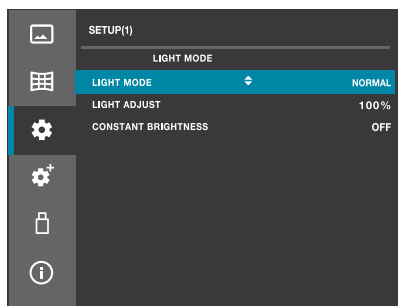 SETUP(1)
LIGHT MODE
LIGHT MODE NORMAL
LIGHT ADJUST 100%
CONSTANT BRIGHTNESS OFF